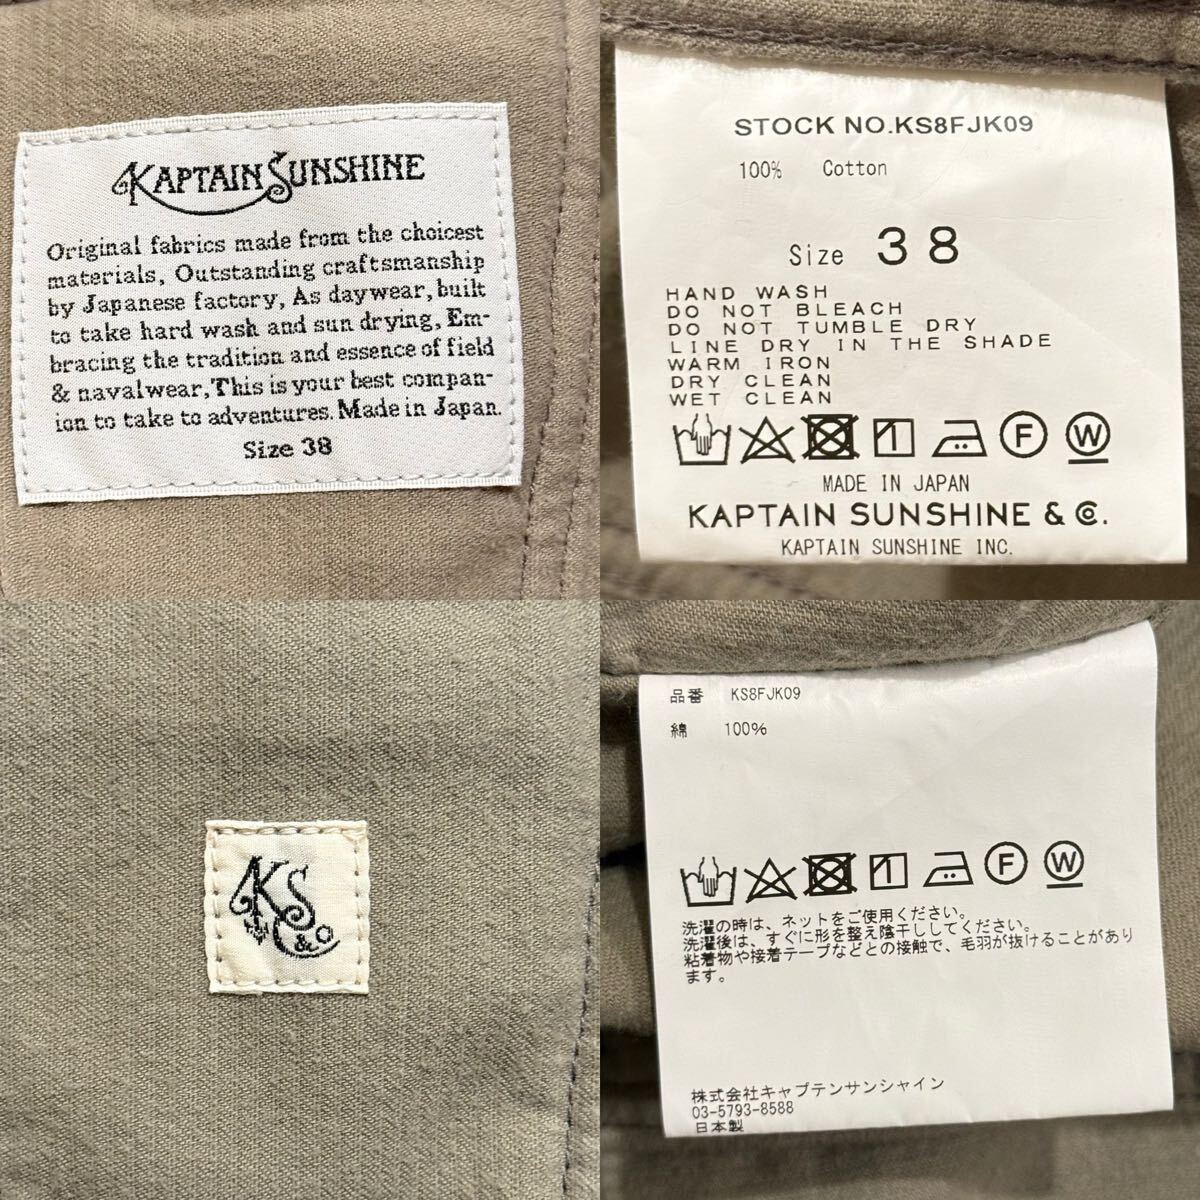 KAPTAIN SUNSHINE
Original fabrics made from the choicest
materials, Outstanding craftsmanship
by Japanese factory, As daywear, built
to take hard wash and sun drying, Em-
bracing the tradition and essence of field
& navalwear, This is your best compan-
ion to take to adventures. Made in Japan.
Size 38
STOCK NO.KS8FJK09
100% Cotton
Size 38
HAND WASH
DO NOT BLEACH
DO NOT TUMBLE DRY
LINE DRY IN THE SHADE
WARM IRON
DRY CLEAN
WET CLEAN
F W
MADE IN JAPAN
KAPTAIN SUNSHINE & Co.
KAPTAIN SUNSHINE INC.
KS
&Co
品番 KS8FJK09
綿 100%
F W
洗濯の時は、ネットをご使用ください。
洗濯後は、すぐに形を整え陰干ししてください。
粘着物や接着テープなどとの接触で、毛羽が抜けることがあり
ます。
株式会社キャプテンサンシャイン
03-5793-8588
日本製